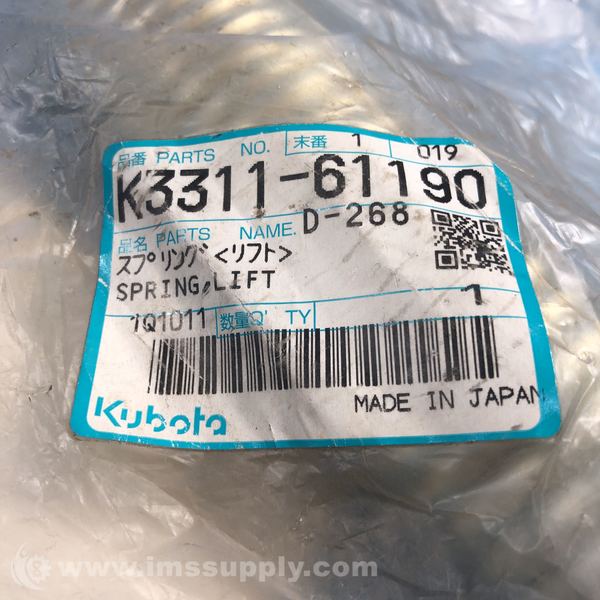 品番 PARTS NO. 末番 1 019
K3311-61190
D-268
品名 PARTS NAME.
スプリング<リフト>
SPRING,LIFT
1Q1011 数量Q' TY 1
MADE IN JAPAN
Kubota
www.imssupply.com